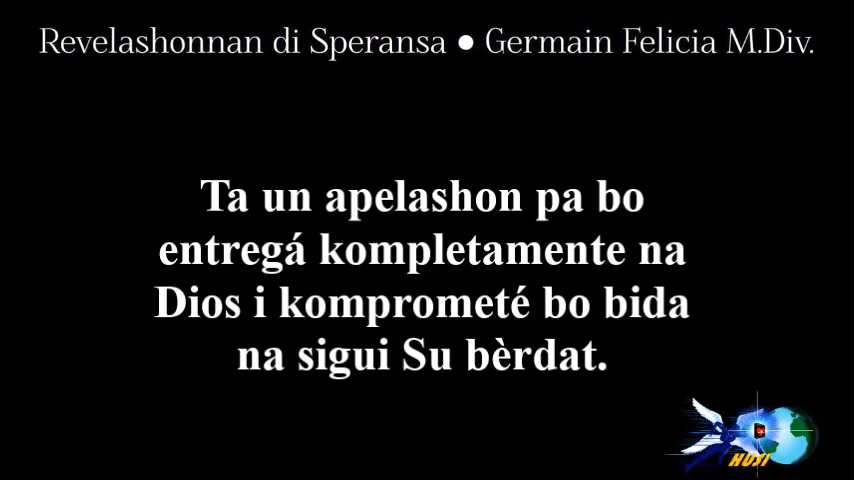 Revelashonnan di Speransa ● Germain Felicia M.Div.
Ta un apelashon pa bo
entregá kompletamente na
Dios i komprometé bo bida
na sigui Su bèrdat.
HUSI